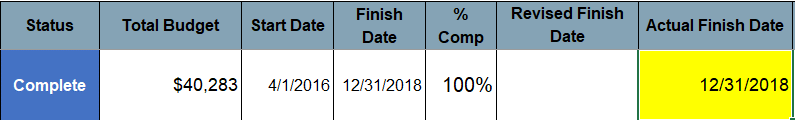 Status Total Budget Start Date Finish Date % Comp Revised Finish Date Actual Finish Date
Complete $40,283 4/1/2016 12/31/2018 100% 12/31/2018